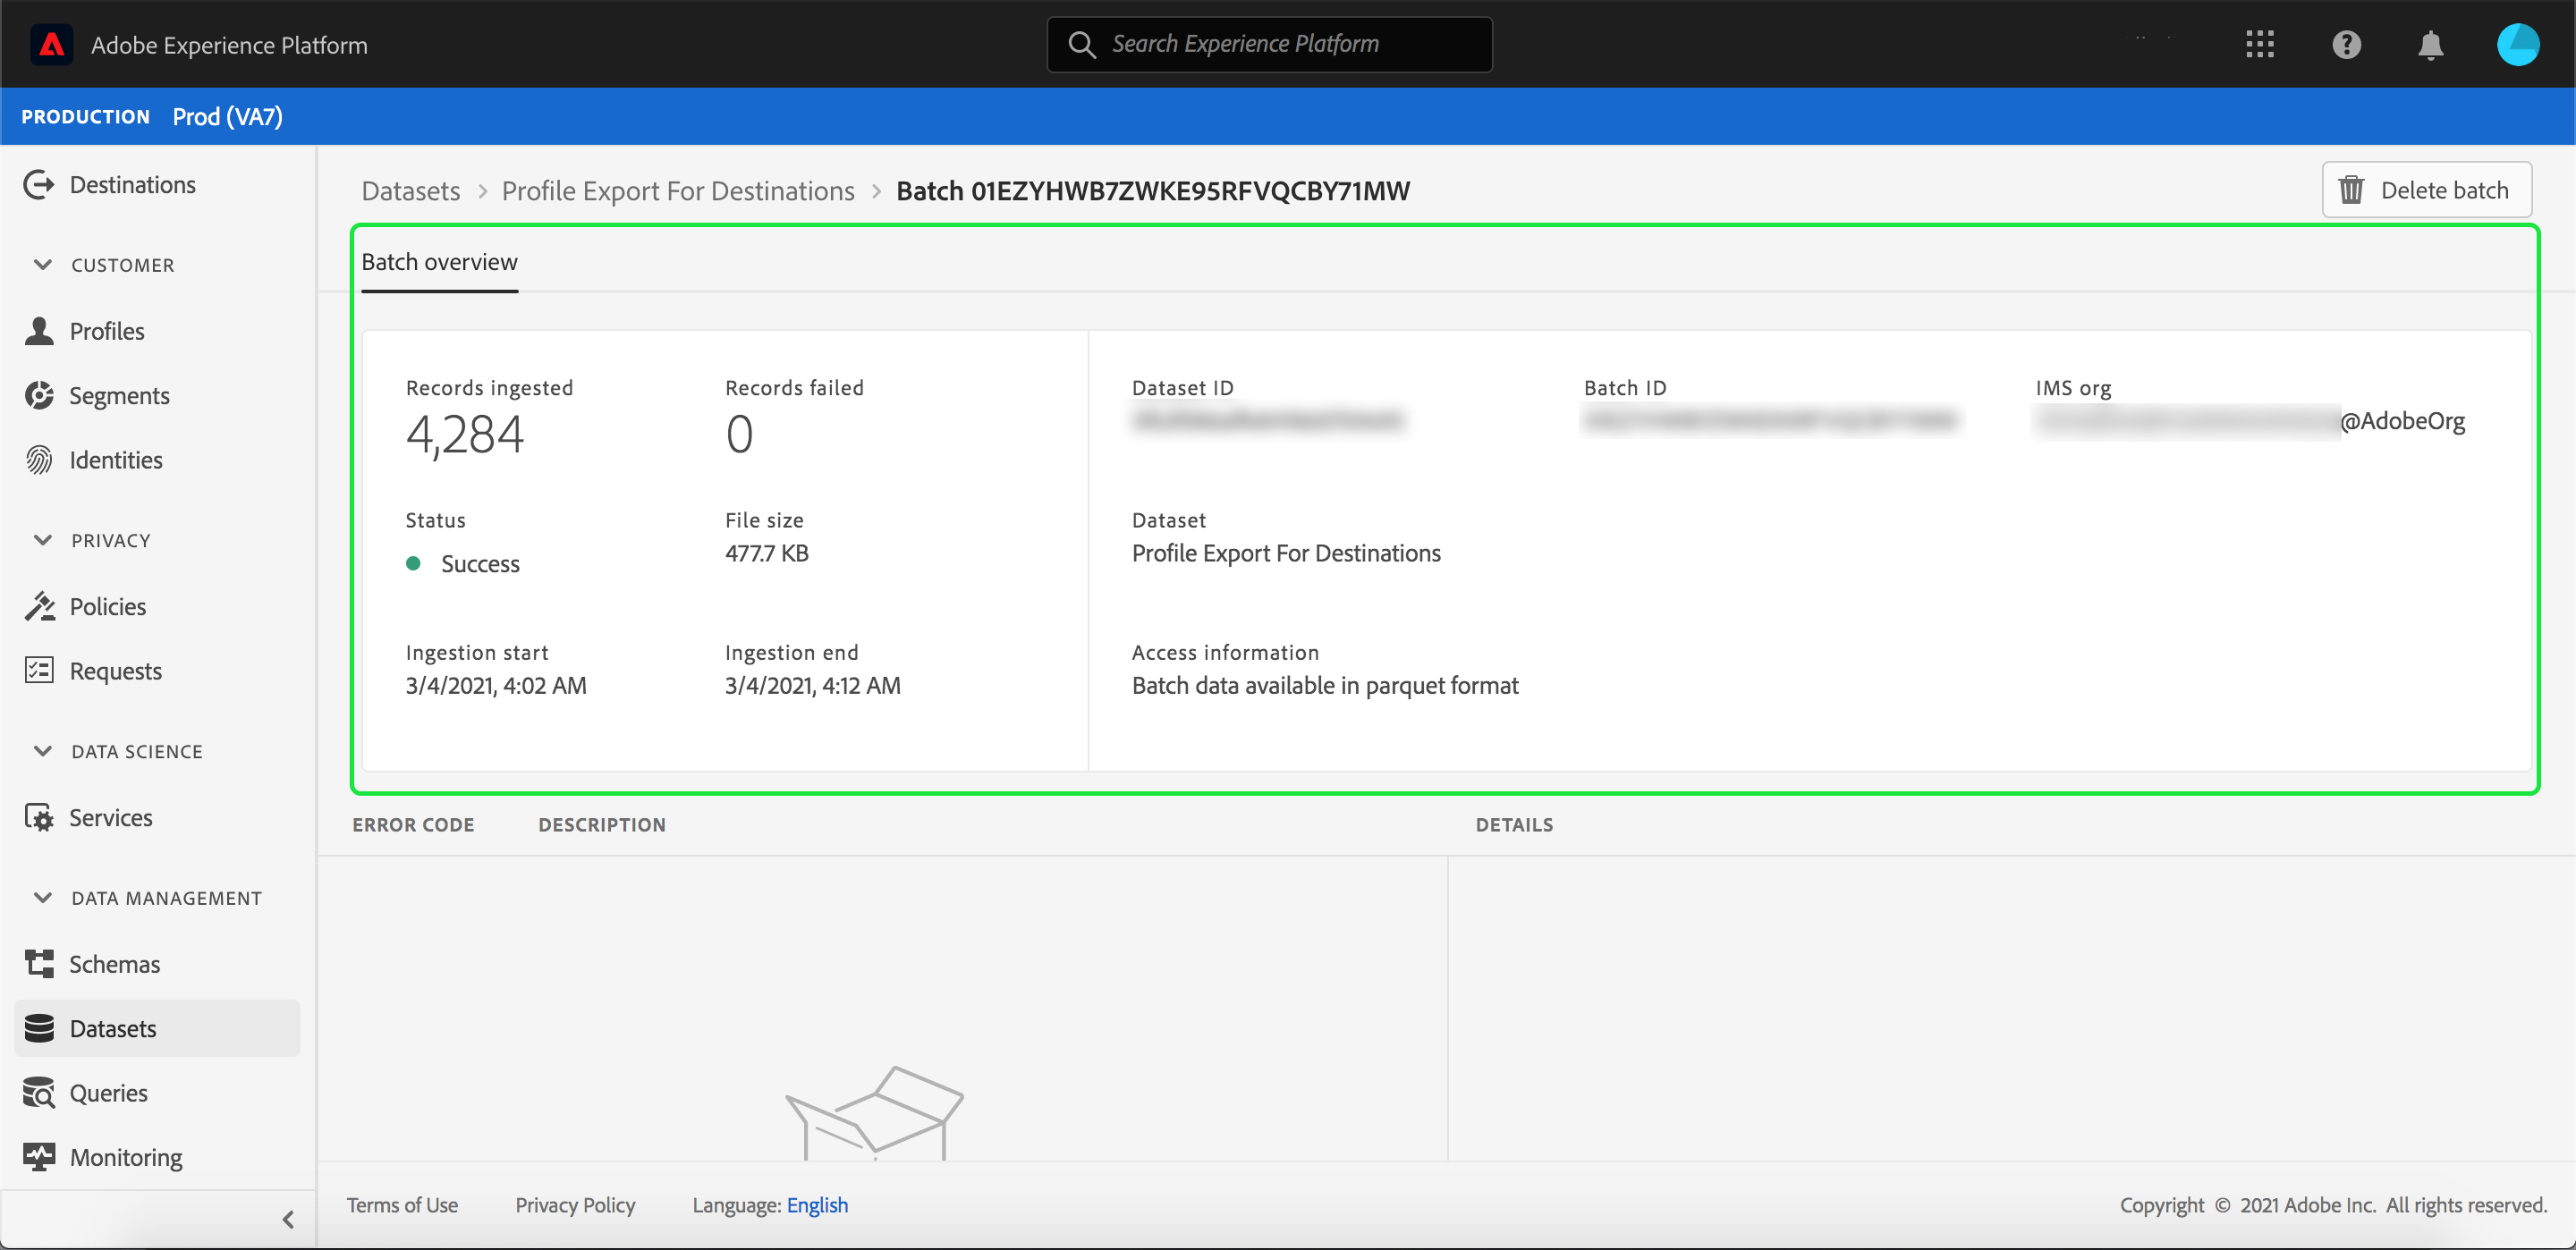 Adobe Experience Platform
Search Experience Platform
PRODUCTION Prod (VA7)
Destinations
CUSTOMER
Profiles
Segments
Identities
PRIVACY
Policies
Requests
DATA SCIENCE
Services
DATA MANAGEMENT
Schemas
Datasets
Queries
Monitoring
Datasets > Profile Export For Destinations > Batch 01EZYHWB7ZWKE95RFVQCBY71MW
Delete batch
Batch overview
Records ingested
4,284
Records failed
0
Status
Success
File size
477.7 KB
Ingestion start
3/4/2021, 4:02 AM
Ingestion end
3/4/2021, 4:12 AM
Dataset ID
Batch ID
IMS org
@AdobeOrg
Dataset
Profile Export For Destinations
Access information
Batch data available in parquet format
ERROR CODE DESCRIPTION DETAILS
Terms of Use Privacy Policy Language: English Copyright © 2021 Adobe Inc. All rights reserved.